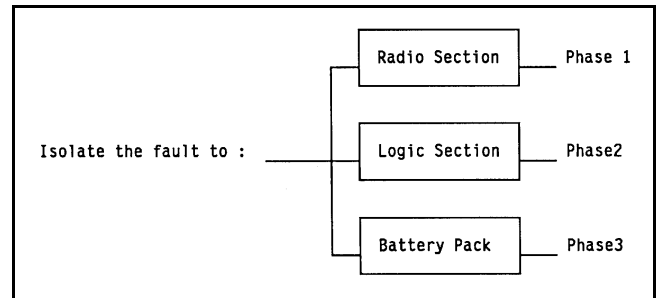 Radio Section Phase 1
Isolate the fault to : Logic Section Phase2
Battery Pack Phase3